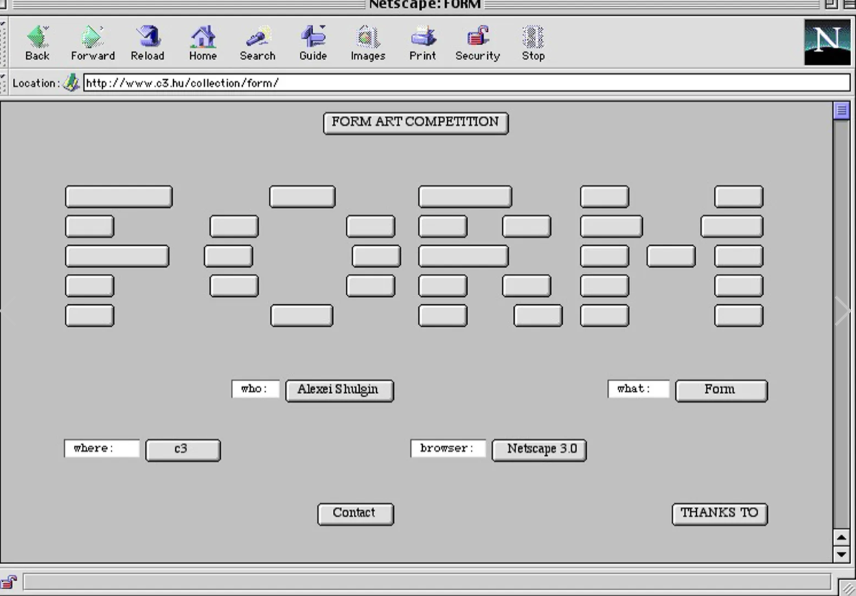 Netscape: FORM
Back Forward Reload Home Search Guide Images Print Security Stop
N
Location: http://www.c3.hu/collection/form/
FORM ART COMPETITION
FORM
who: Alexei Shulgin what: Form
where: c3 browser: Netscape 3.0
Contact THANKS TO